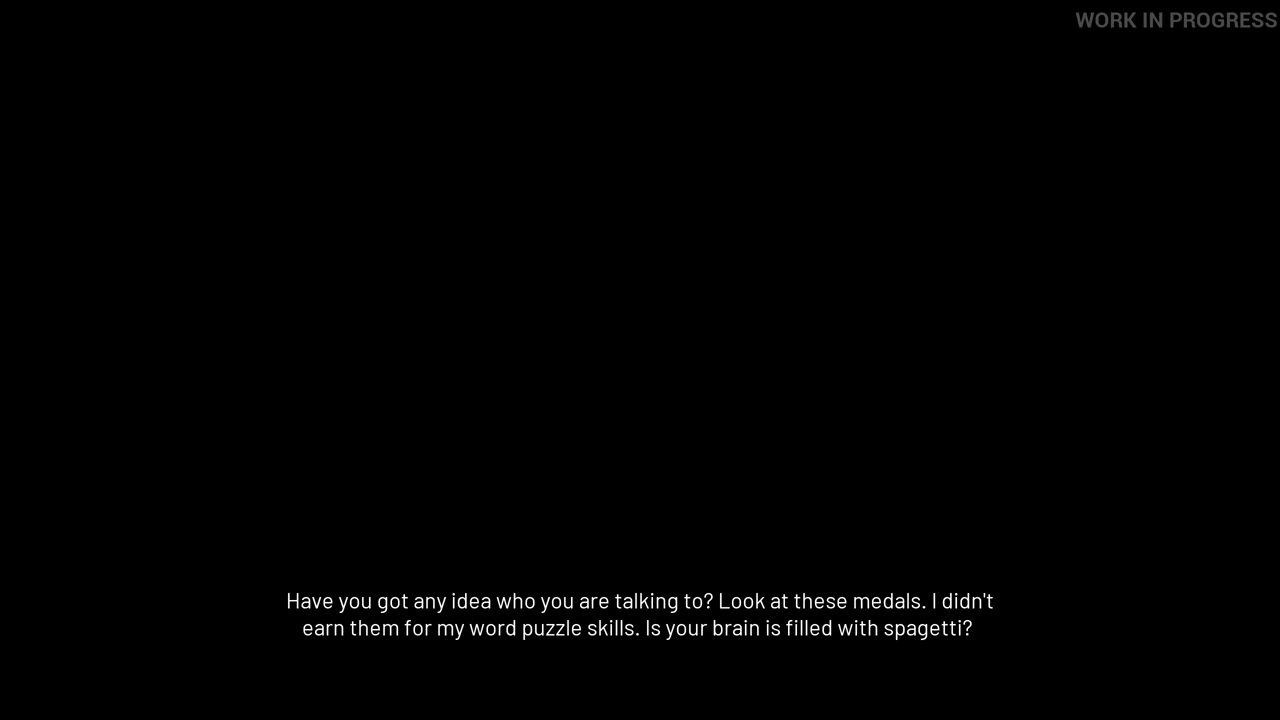 WORK IN PROGRESS
Have you got any idea who you are talking to? Look at these medals. I didn't
earn them for my word puzzle skills. Is your brain is filled with spagetti?